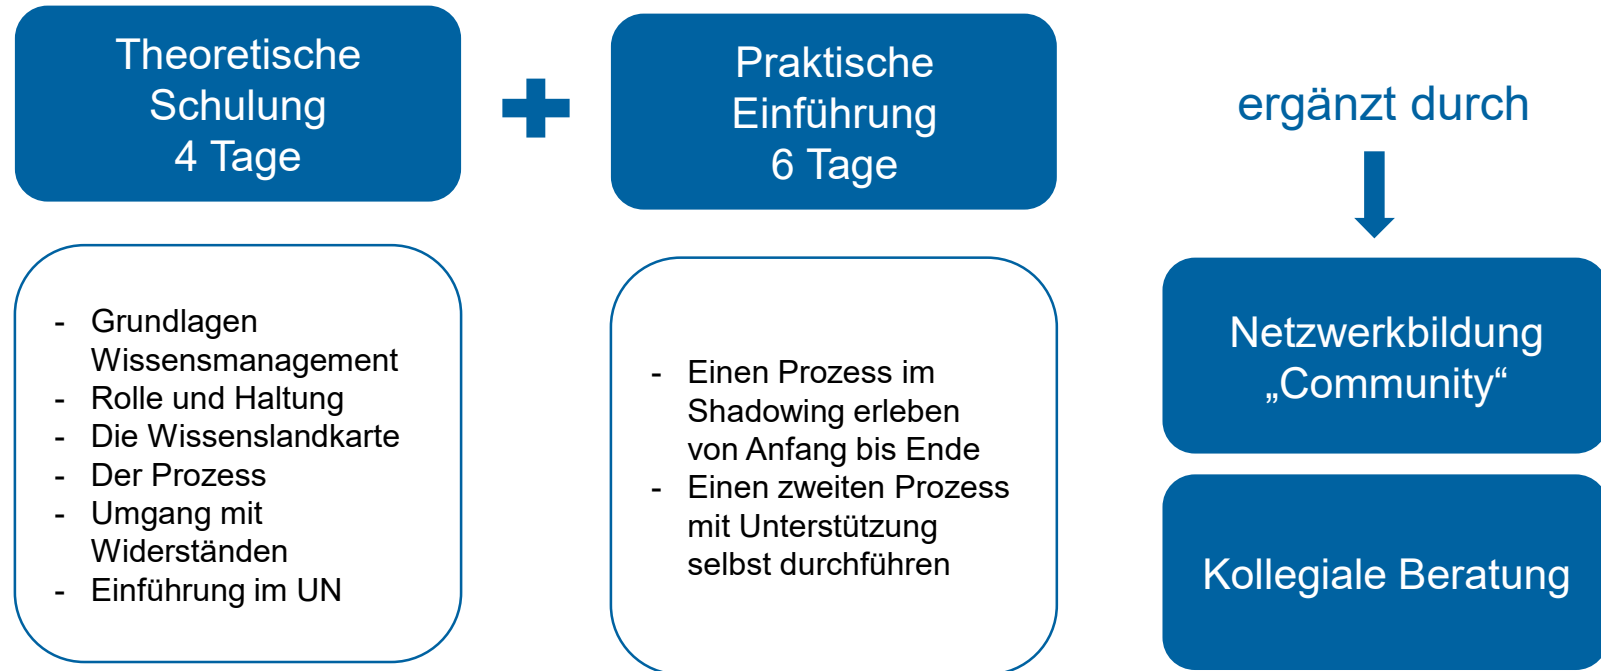 Theoretische
Schulung
4 Tage
Praktische
Einführung
6 Tage
ergänzt durch
- Grundlagen
Wissensmanagement
- Rolle und Haltung
- Die Wissenslandkarte
- Der Prozess
- Umgang mit
Widerständen
- Einführung im UN
- Einen Prozess im
Shadowing erleben
von Anfang bis Ende
- Einen zweiten Prozess
mit Unterstützung
selbst durchführen
Netzwerkbildung
„Community“
Kollegiale Beratung